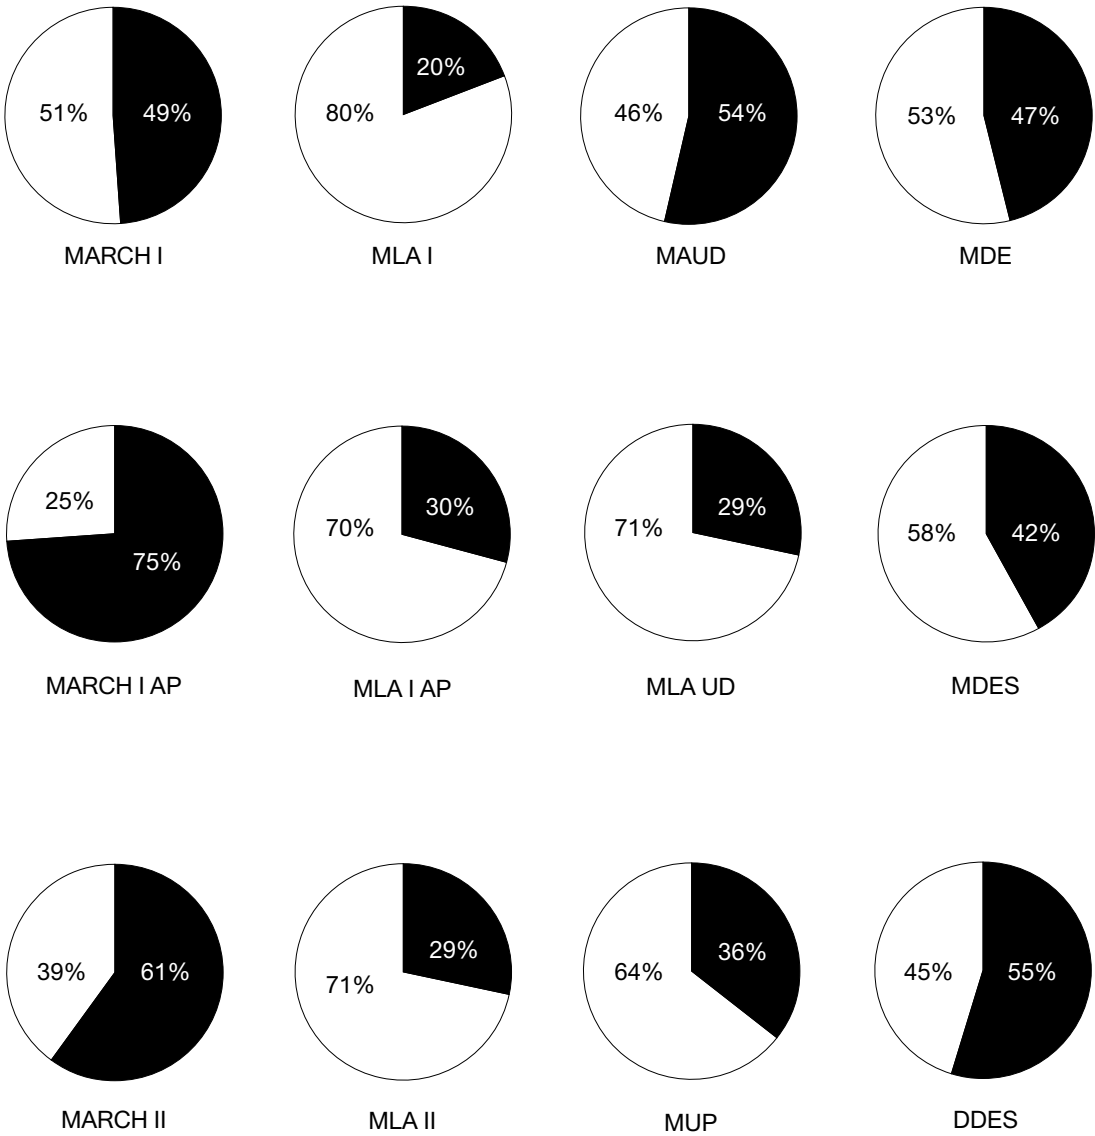 51% 49%
MARCH I
80% 20%
MLA I
46% 54%
MAUD
53% 47%
MDE
25% 75%
MARCH I AP
70% 30%
MLA I AP
71% 29%
MLA UD
58% 42%
MDES
39% 61%
MARCH II
71% 29%
MLA II
64% 36%
MUP
45% 55%
DDES